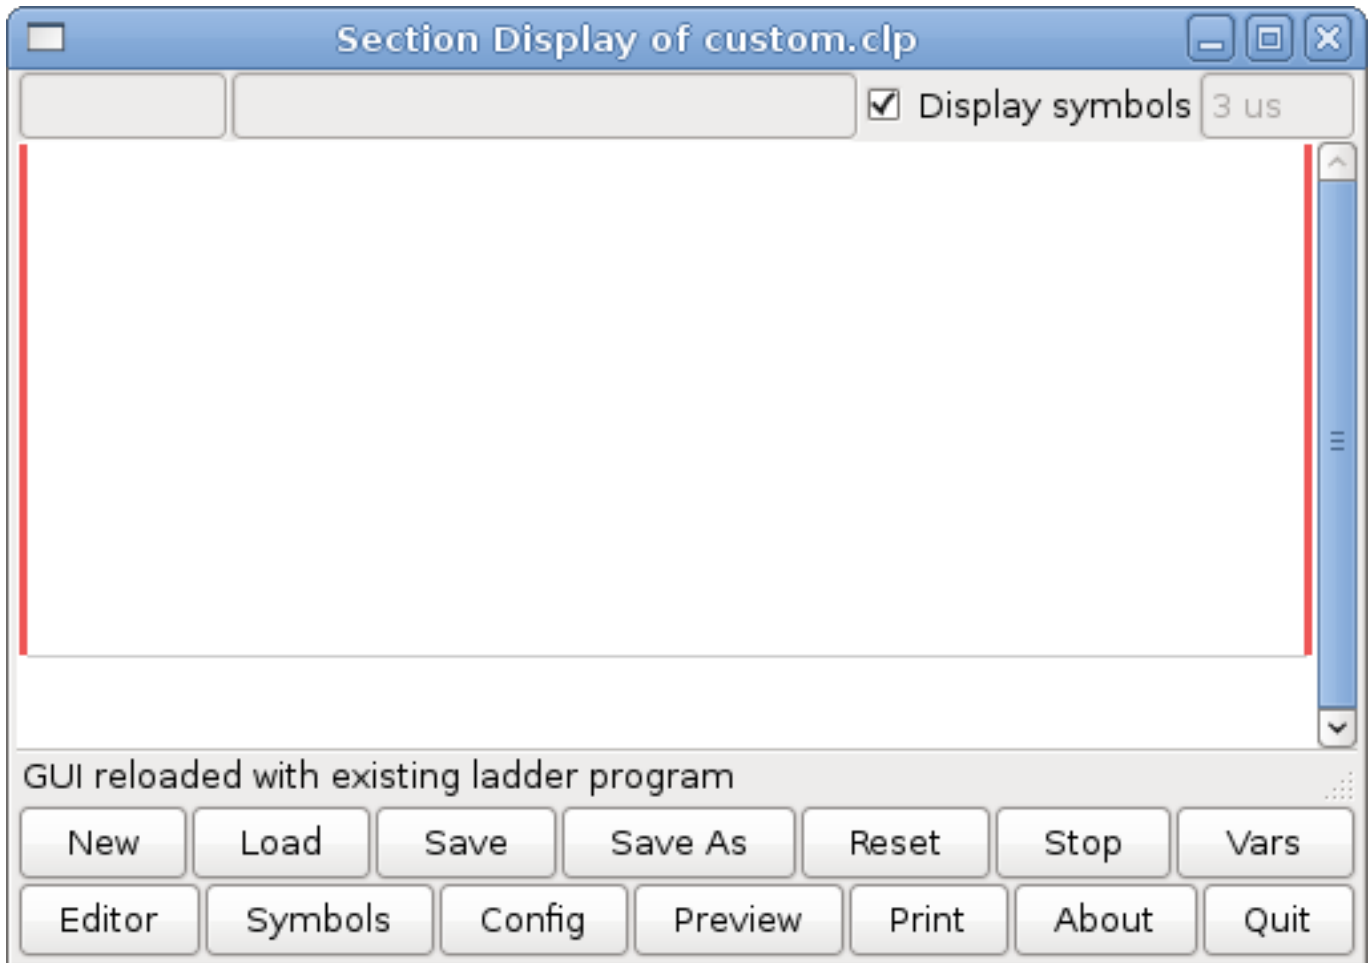 Section Display of custom.clp
Display symbols 3 us
GUI reloaded with existing ladder program
New Load Save Save As Reset Stop Vars
Editor Symbols Config Preview Print About Quit